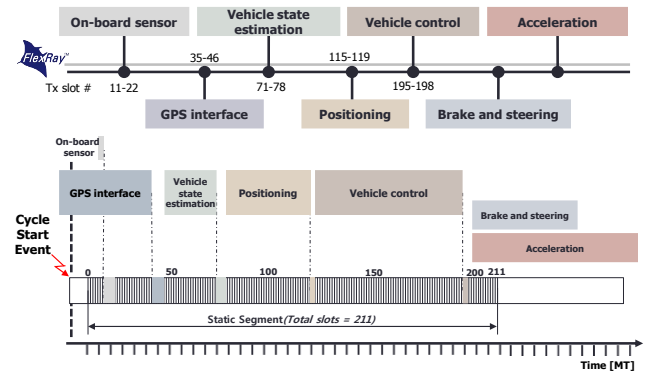 On-board sensor
Vehicle state
estimation
Vehicle control
Acceleration
FlexRay™
35-46
115-119
Tx slot #
11-22
71-78
195-198
GPS interface
Positioning
Brake and steering
On-board
sensor
GPS interface
Vehicle
state
estimation
Positioning
Vehicle control
Brake and steering
Acceleration
Cycle
Start
Event
0
50
100
150
200
211
Static Segment(Total slots = 211)
Time [MT]